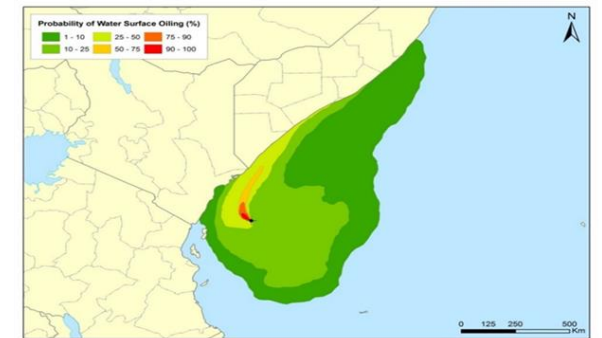 Probability of Water Surface Oiling (%)
1 - 10 25 - 50 75 - 90
10 - 25 50 - 75 90 - 100
N
0 125 250 500
Km